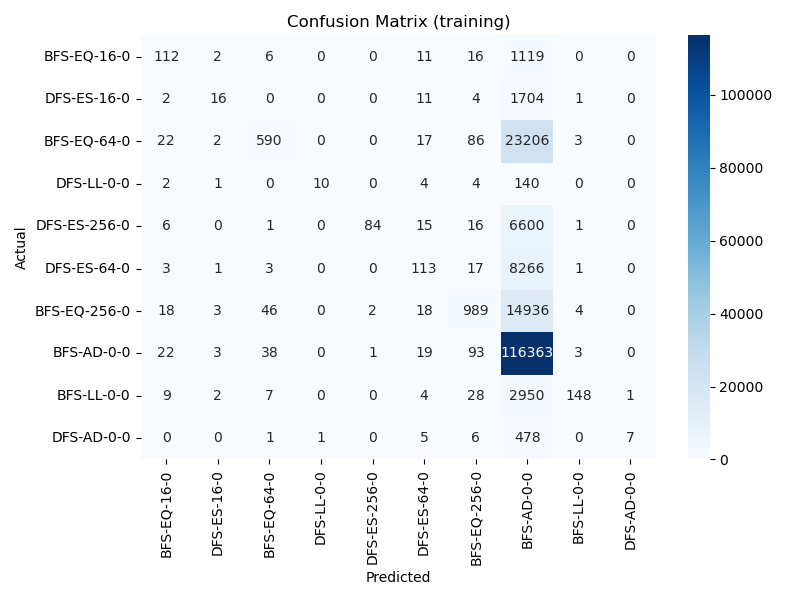 Confusion Matrix (training)
Actual
BFS-EQ-16-0 112 2 6 0 0 11 16 1119 0 0
DFS-ES-16-0 2 16 0 0 0 11 4 1704 1 0
BFS-EQ-64-0 22 2 590 0 0 17 86 23206 3 0
DFS-LL-0-0 2 1 0 10 0 4 4 140 0 0
DFS-ES-256-0 6 0 1 0 84 15 16 6600 1 0
DFS-ES-64-0 3 1 3 0 0 113 17 8266 1 0
BFS-EQ-256-0 18 3 46 0 2 18 989 14936 4 0
BFS-AD-0-0 22 3 38 0 1 19 93 116363 3 0
BFS-LL-0-0 9 2 7 0 0 4 28 2950 148 1
DFS-AD-0-0 0 0 1 1 0 5 6 478 0 7
BFS-EQ-16-0 DFS-ES-16-0 BFS-EQ-64-0 DFS-LL-0-0 DFS-ES-256-0 DFS-ES-64-0 BFS-EQ-256-0 BFS-AD-0-0 BFS-LL-0-0 DFS-AD-0-0
Predicted
100000
80000
60000
40000
20000
0